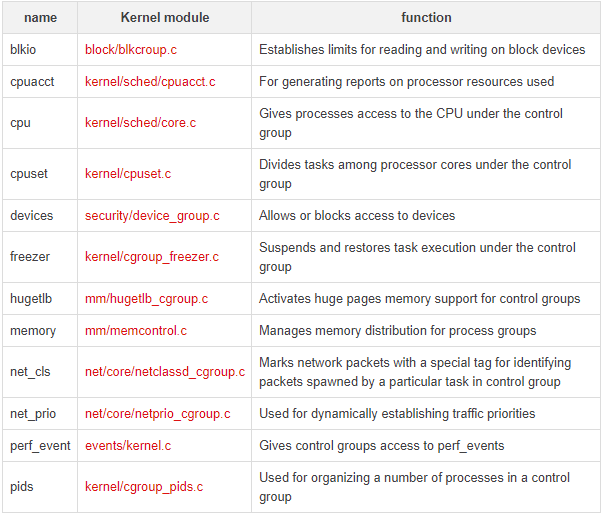 name Kernel module function
blkio block/blkcroup.c Establishes limits for reading and writing on block devices
cpuacct kernel/sched/cpuacct.c For generating reports on processor resources used
cpu kernel/sched/core.c Gives processes access to the CPU under the control
group
cpuset kernel/cpuset.c Divides tasks among processor cores under the control
group
devices security/device_group.c Allows or blocks access to devices
freezer kernel/cgroup_freezer.c Suspends and restores task execution under the control
group
hugetlb mm/hugetlb_cgroup.c Activates huge pages memory support for control groups
memory mm/memcontrol.c Manages memory distribution for process groups
net_cls net/core/netclassd_cgroup.c Marks network packets with a special tag for identifying
packets spawned by a particular task in control group
net_prio net/core/netprio_cgroup.c Used for dynamically establishing traffic priorities
perf_event events/kernel.c Gives control groups access to perf_events
pids kernel/cgroup_pids.c Used for organizing a number of processes in a control
group